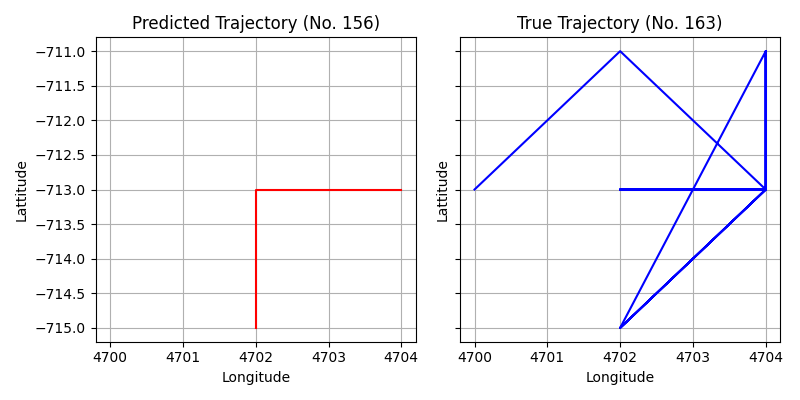 Predicted Trajectory (No. 156)
True Trajectory (No. 163)
−711.0
−711.5
−712.0
−712.5
−713.0
−713.5
−714.0
−714.5
−715.0
Lattitude
Lattitude
4700 4701 4702 4703 4704
4700 4701 4702 4703 4704
Longitude
Longitude